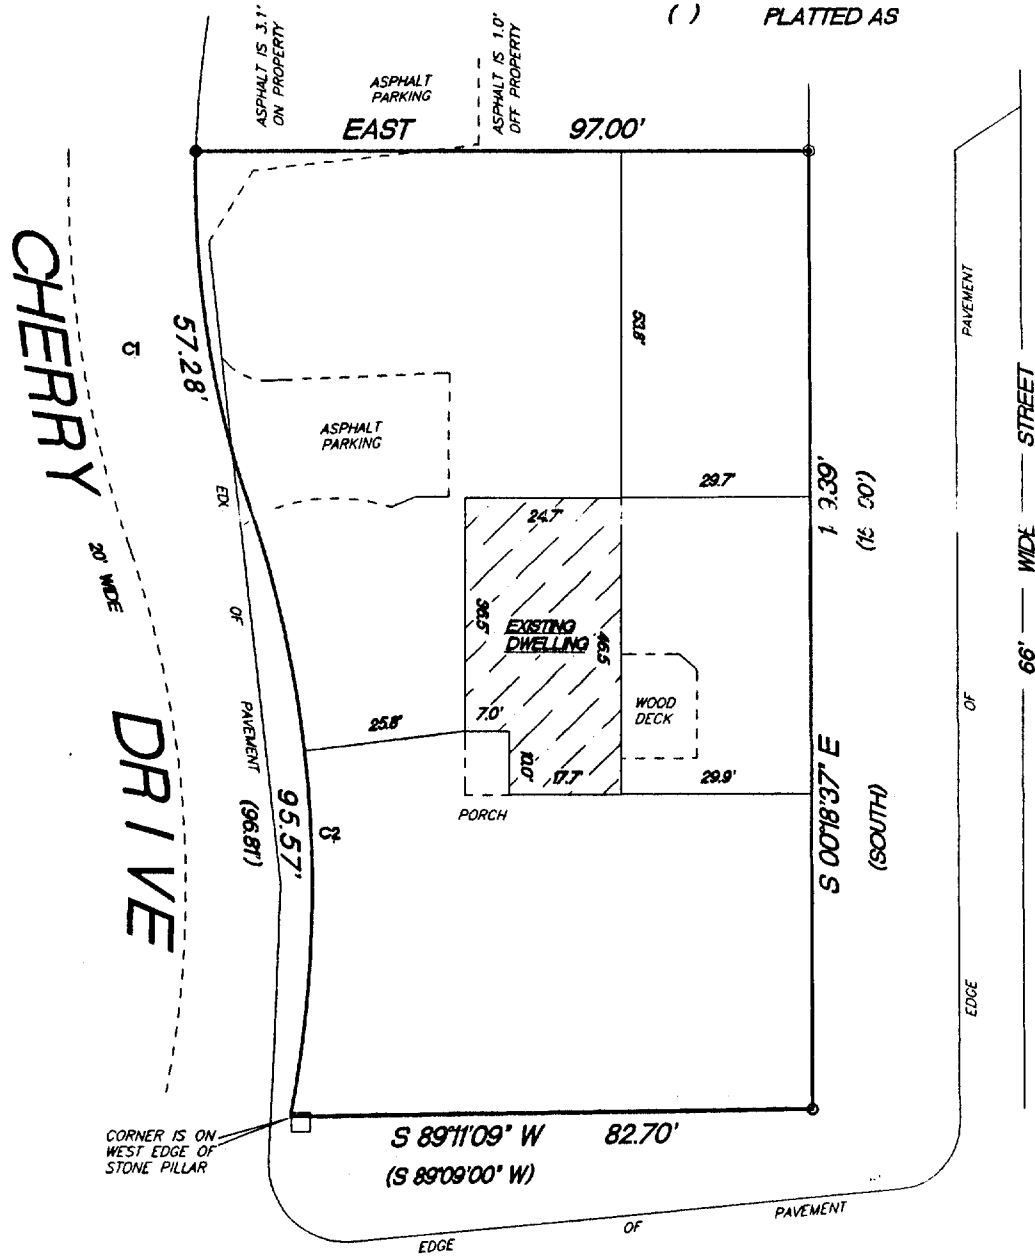 ( ) PLATTED AS
ASPHALT IS 3.1'
ON PROPERTY
ASPHALT
PARKING
ASPHALT IS 1.0'
OFF PROPERTY
EAST 97.00'
CHERRY
DRIVE
20' WIDE
C1
57.28'
53.8'
PAVEMENT
ASPHALT
PARKING
29.7'
24.7'
OF
PAVEMENT
36.5'
EXISTING
DWELLING
46.5
WOOD
DECK
25.8'
7.0'
10.0'
17.7'
29.9'
PORCH
95.57'
(96.81')
C2
S 00°18'37" E
(SOUTH)
66' WIDE STREET
OF
EDGE
CORNER IS ON
WEST EDGE OF
STONE PILLAR
S 89°11'09" W 82.70'
(S 89°09'00" W)
EDGE OF PAVEMENT